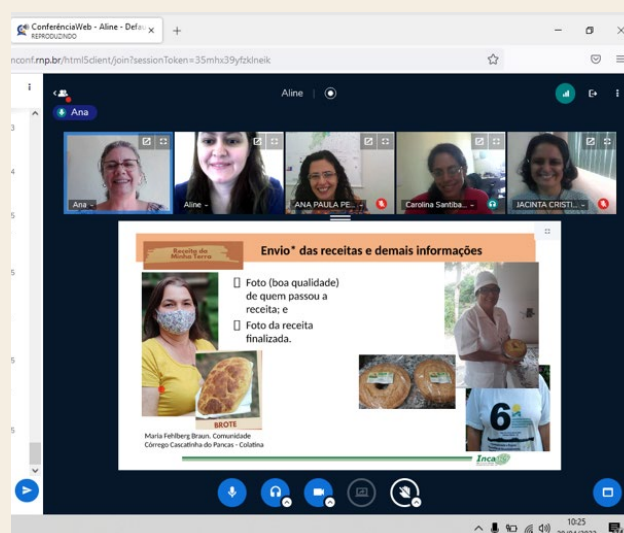 ConferênciaWeb - Aline - Defa
REPRODUZINDO
nconf.rnp.br/html5client/join?sessionToken=35mhx39yfzklneik
Aline
Ana
Ana
Aline
ANA PAULA PE...
Carolina Santiba...
JACINTA CRISTI...
Receita da
Minha Terra
Envio* das receitas e demais informações
Foto (boa qualidade)
de quem passou a
receita; e
Foto da receita
finalizada.
BROTE
Maria Fehlberg Braun. Comunidade
Córrego Cascatinha do Pancas - Colatina
6
Incaper
10:25